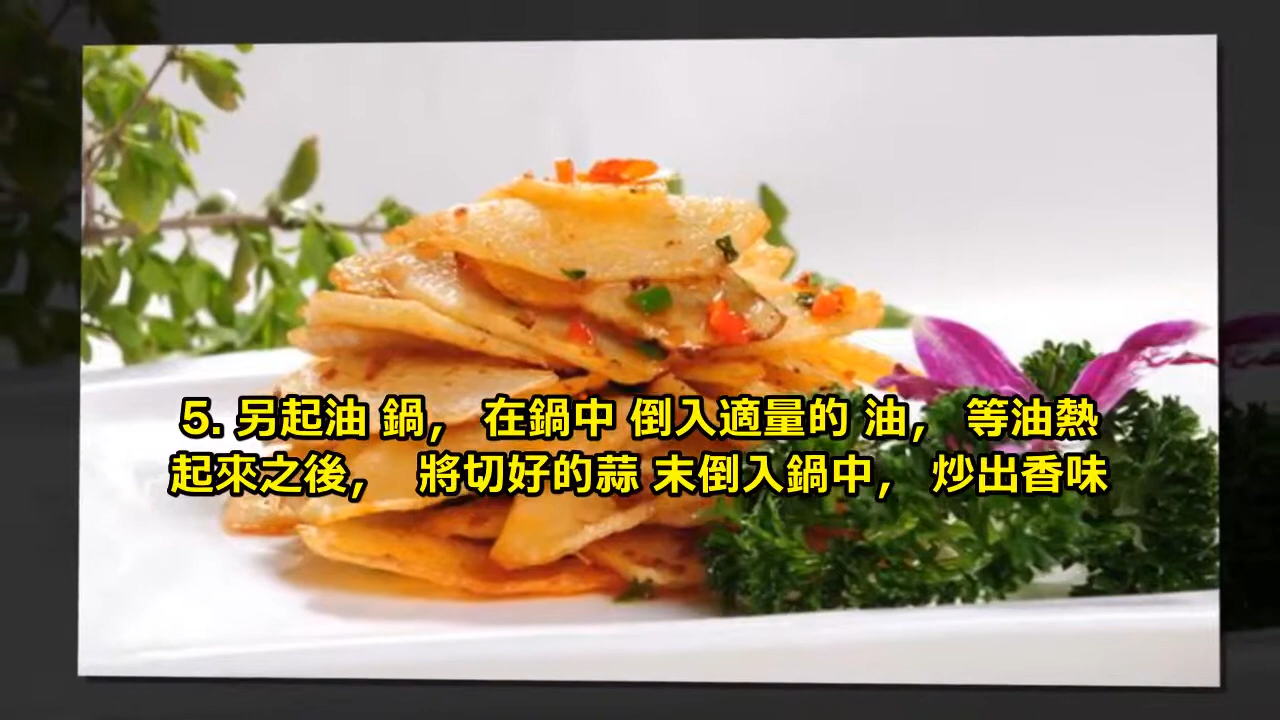 5. 另起油 鍋， 在鍋中 倒入適量的 油， 等油熱
起來之後， 將切好的蒜 末倒入鍋中， 炒出香味